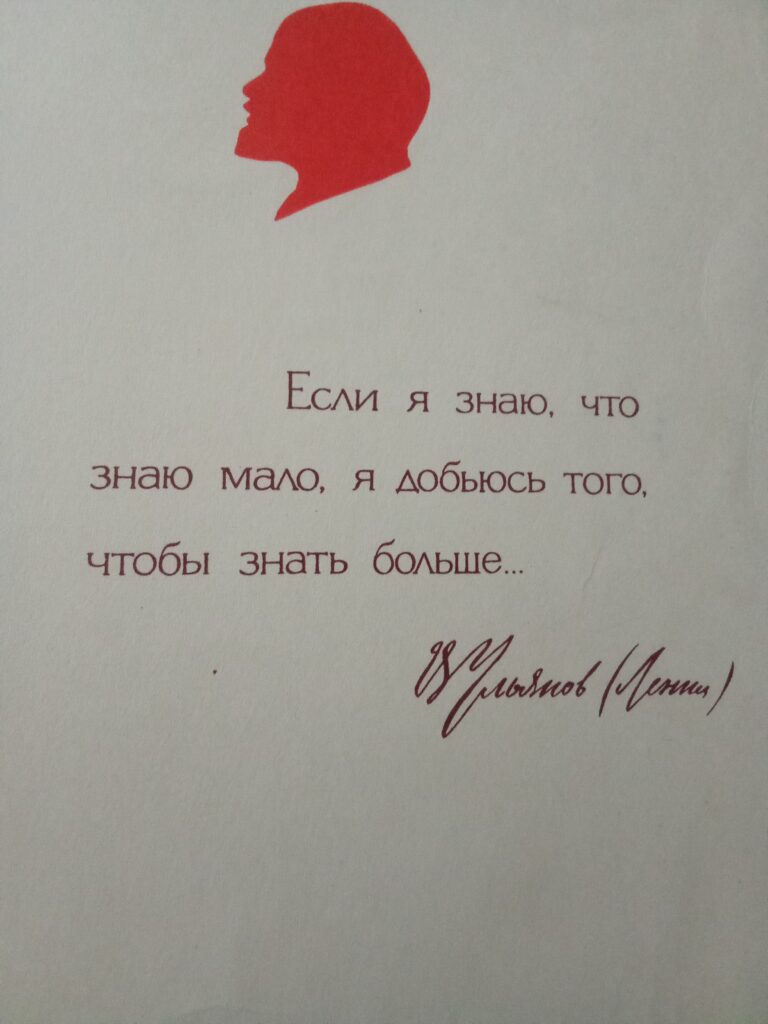 Если я знаю, что
знаю мало, я добьюсь того,
чтобы знать больше...
В Ульянов (Ленин)